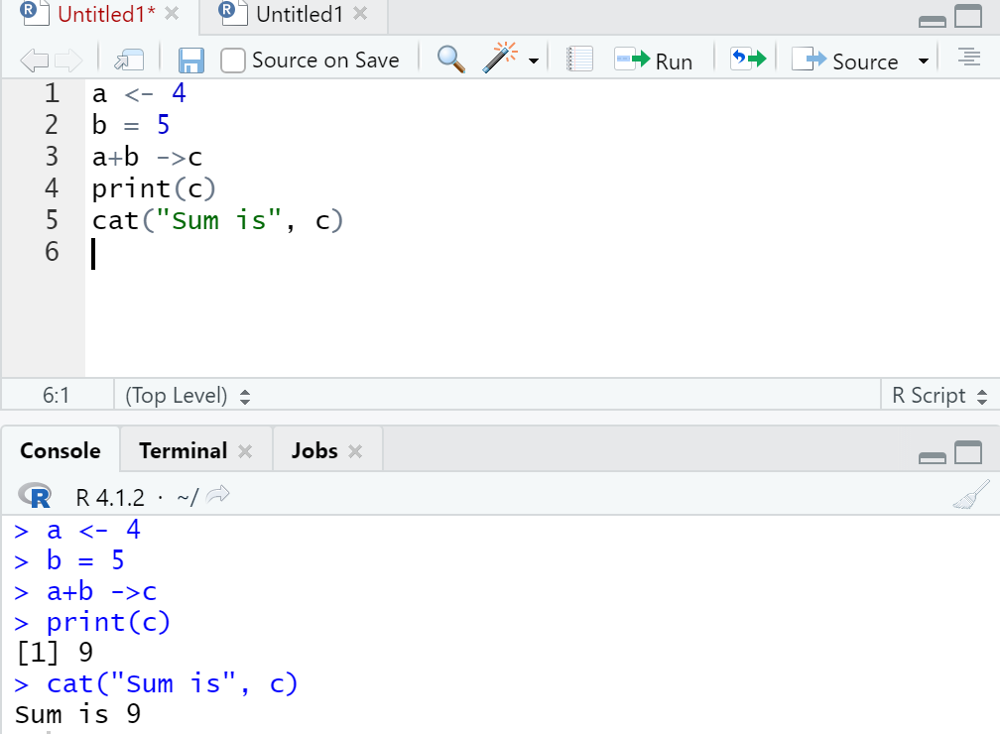 R Untitled1* Untitled1
Source on Save Run Source
1 a <- 4
2 b = 5
3 a+b ->c
4 print(c)
5 cat("Sum is", c)
6
6:1 (Top Level) R Script
Console Terminal Jobs
R R 4.1.2 · ~/
> a <- 4
> b = 5
> a+b ->c
> print(c)
[1] 9
> cat("Sum is", c)
Sum is 9